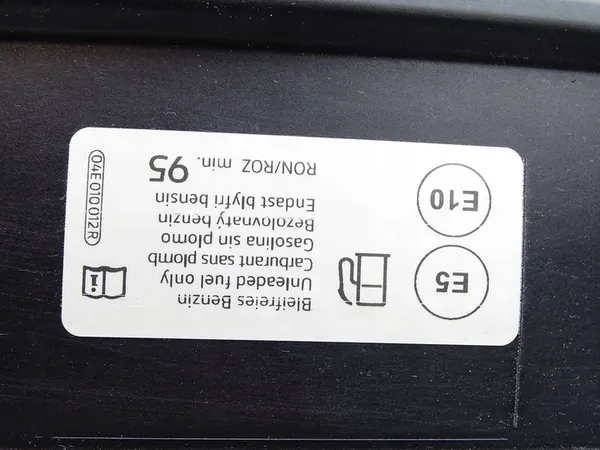 E5
E10
Bleifreies Benzin
Unleaded fuel only
Carburant sans plomb
Gasolina sin plomo
Bezolovnatý benzin
Endast blyfri bensin
RON/ROZ min. 95
i
04E010012R